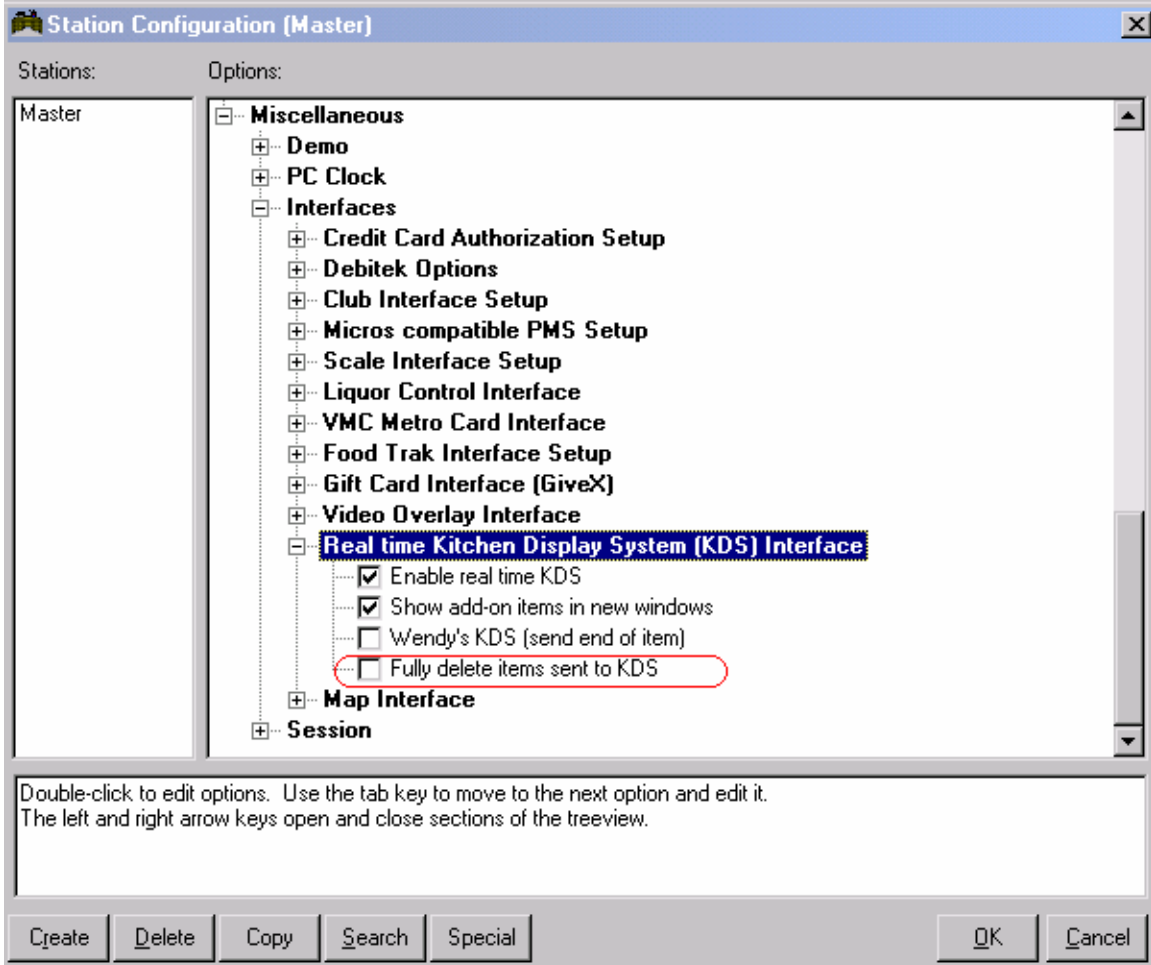 Station Configuration (Master)
Stations:
Options:
Master
Miscellaneous
Demo
PC Clock
Interfaces
Credit Card Authorization Setup
Debitek Options
Club Interface Setup
Micros compatible PMS Setup
Scale Interface Setup
Liquor Control Interface
VMC Metro Card Interface
Food Trak Interface Setup
Gift Card Interface (GiveX)
Video Overlay Interface
Real time Kitchen Display System (KDS) Interface
Enable real time KDS
Show add-on items in new windows
Wendy's KDS (send end of item)
Fully delete items sent to KDS
Map Interface
Session
Double-click to edit options.  Use the tab key to move to the next option and edit it.
The left and right arrow keys open and close sections of the treeview.
Create Delete Copy Search Special OK Cancel